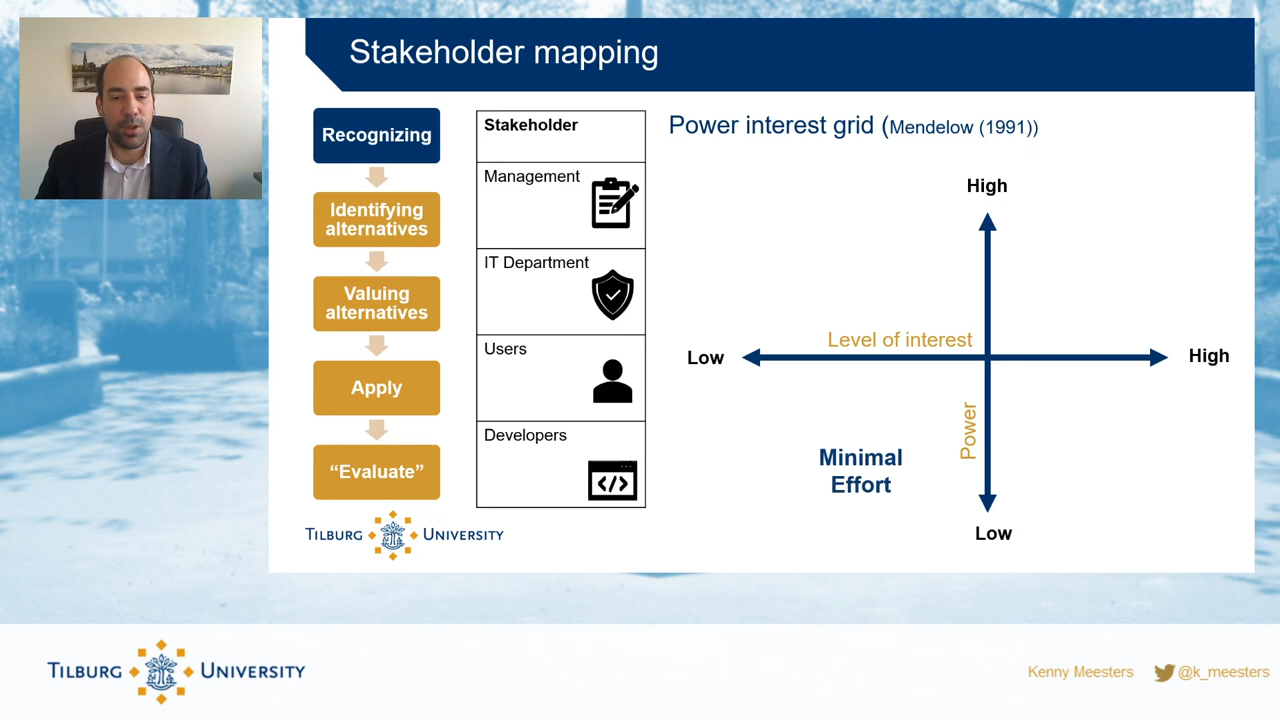 Stakeholder mapping
Recognizing
Identifying
alternatives
Valuing
alternatives
Apply
“Evaluate”
Stakeholder
Management
IT Department
Users
Developers
</>
Power interest grid (Mendelow (1991))
High
Level of interest
Low
High
Power
Minimal
Effort
Low
TILBURG UNIVERSITY
TILBURG UNIVERSITY
Kenny Meesters
@k_meesters